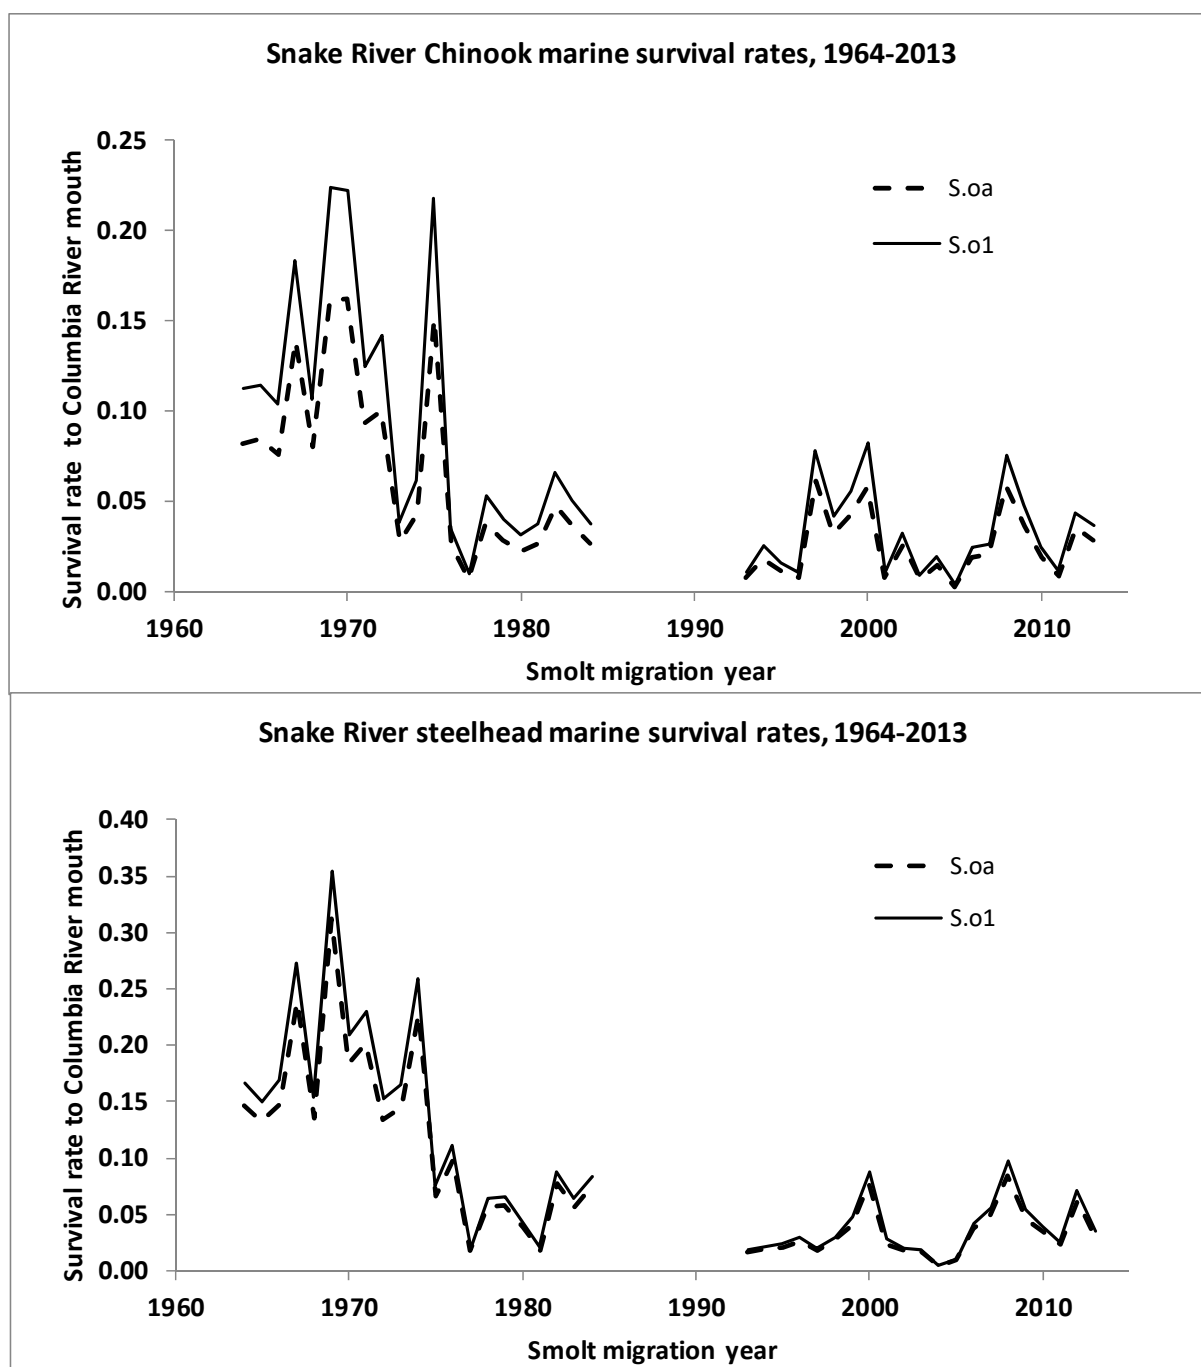 Snake River Chinook marine survival rates, 1964-2013
Survival rate to Columbia River mouth
0.25
0.20
0.15
0.10
0.05
0.00
S.oa
S.o1
1960 1970 1980 1990 2000 2010
Smolt migration year
Snake River steelhead marine survival rates, 1964-2013
Survival rate to Columbia River mouth
0.40
0.35
0.30
0.25
0.20
0.15
0.10
0.05
0.00
S.oa
S.o1
1960 1970 1980 1990 2000 2010
Smolt migration year